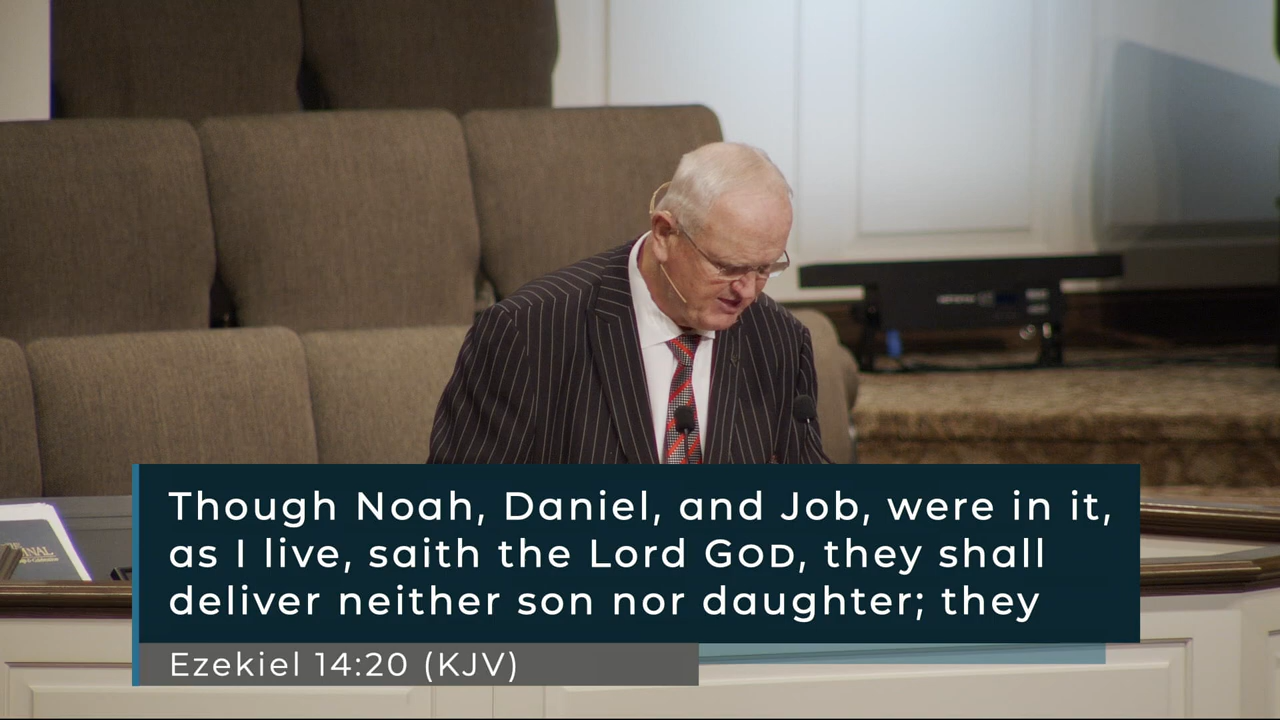 Though Noah, Daniel, and Job, were in it,
as I live, saith the Lord GOD, they shall
deliver neither son nor daughter; they
Ezekiel 14:20 (KJV)